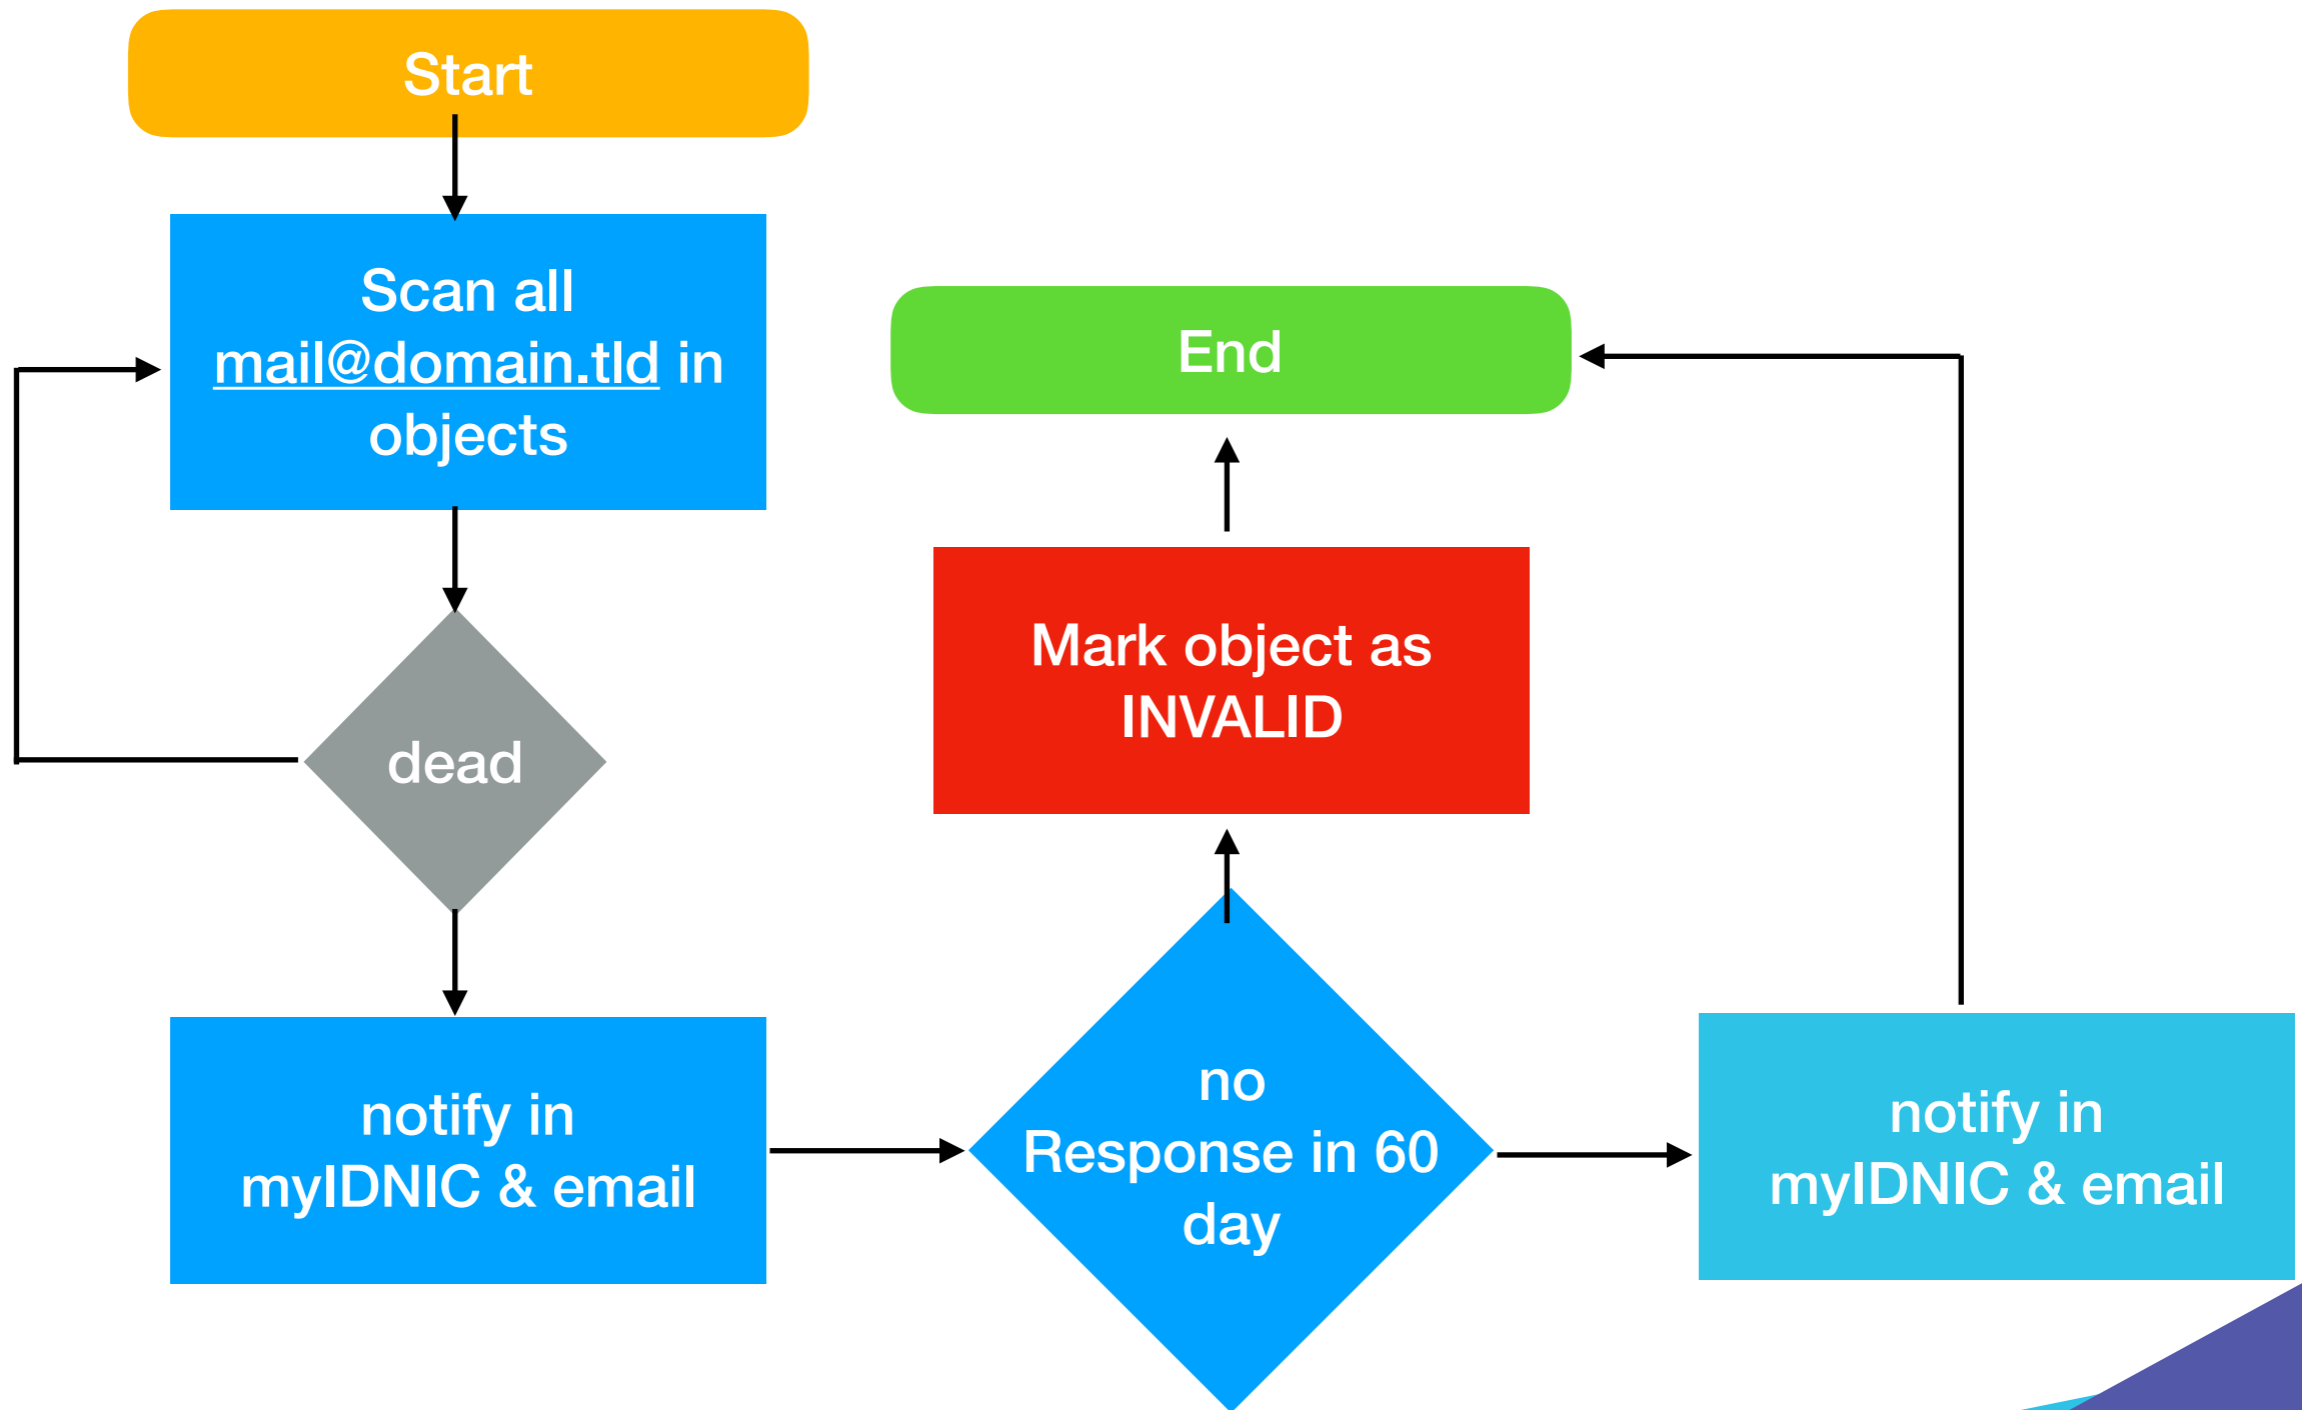 Start
Scan all
mail@domain.tld in
objects
dead
notify in
myIDNIC & email
End
Mark object as
INVALID
no
Response in 60
day
notify in
myIDNIC & email